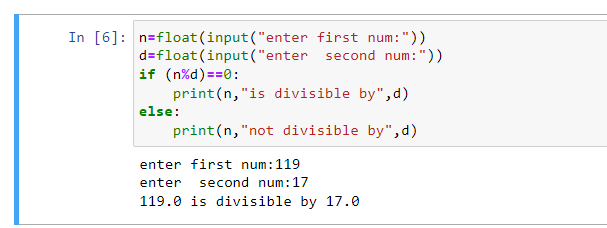 In [6]: n=float(input("enter first num:"))
d=float(input("enter  second num:"))
if (n%d)==0:
    print(n,"is divisible by",d)
else:
    print(n,"not divisible by",d)
enter first num:119
enter  second num:17
119.0 is divisible by 17.0